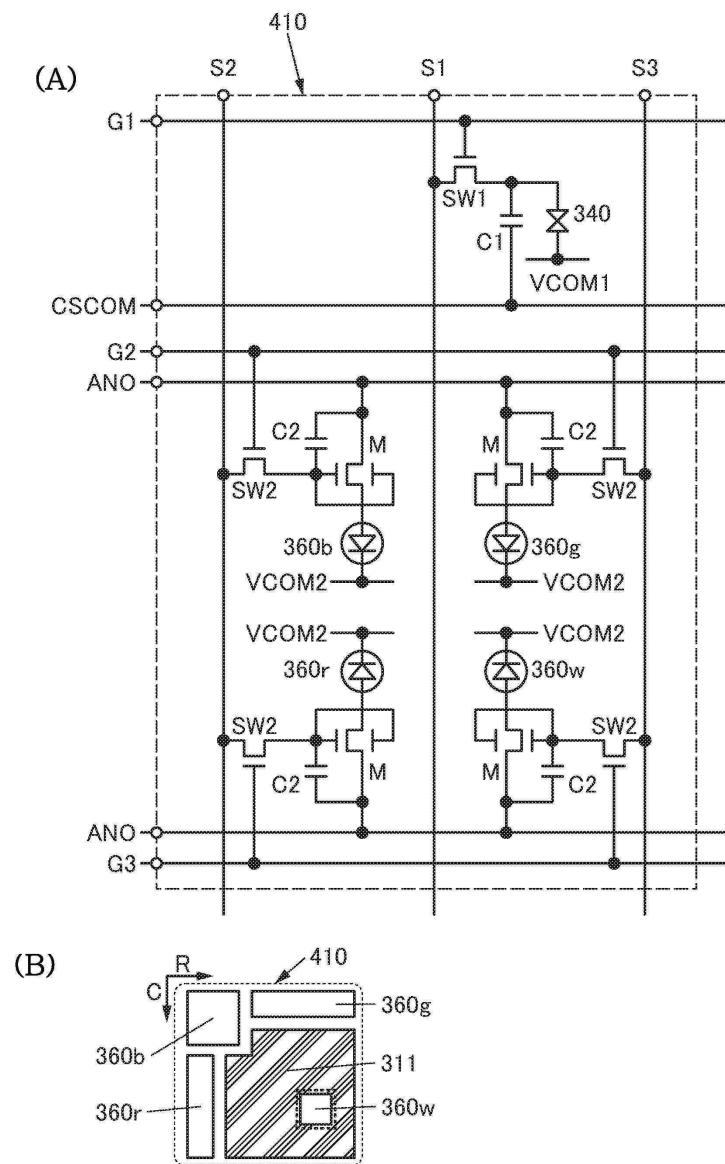 410
(A) S2 S1 S3
G1
SW1 340
C1
VCOM1
CSCOM
G2
ANO
C2 M M C2
SW2 SW2
360b 360g
VCOM2 VCOM2
VCOM2 VCOM2
360r 360w
SW2 SW2
C2 M M C2
ANO
G3
(B) R 410
C 360g
360b 311
360r 360w